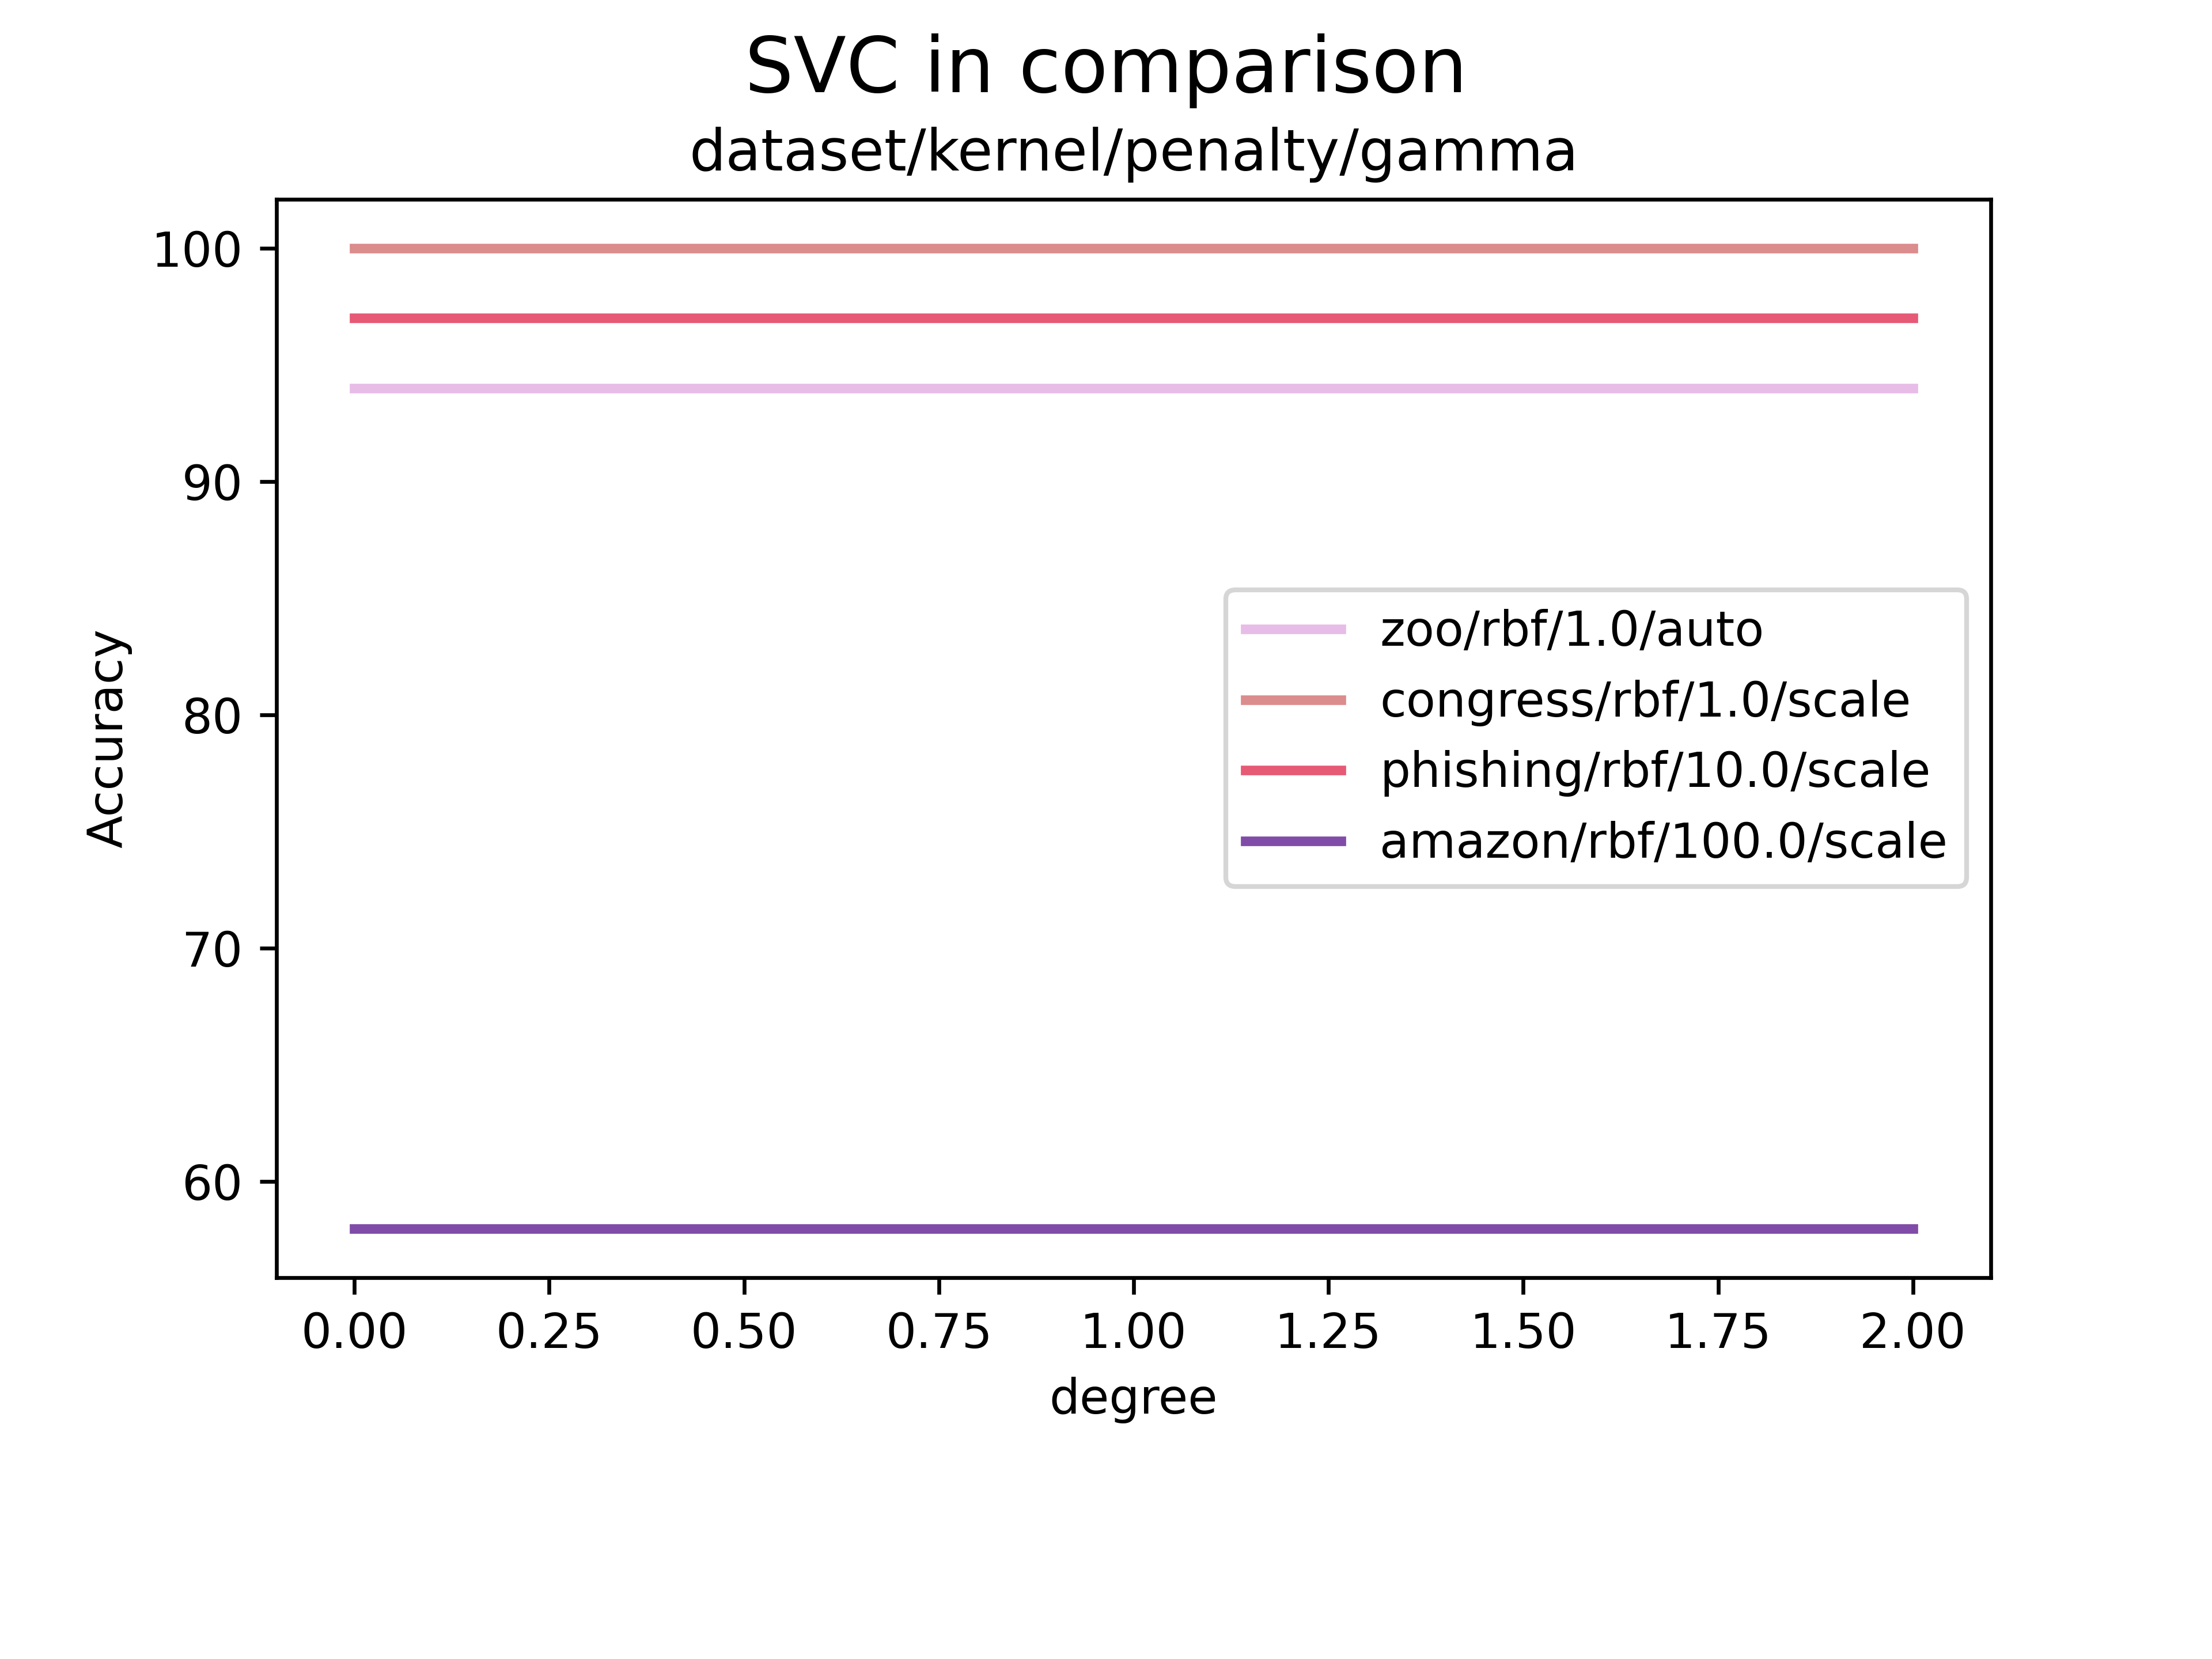 SVC in comparison
dataset/kernel/penalty/gamma
100
90
80
70
60
Accuracy
zoo/rbf/1.0/auto
congress/rbf/1.0/scale
phishing/rbf/10.0/scale
amazon/rbf/100.0/scale
0.00 0.25 0.50 0.75 1.00 1.25 1.50 1.75 2.00
degree